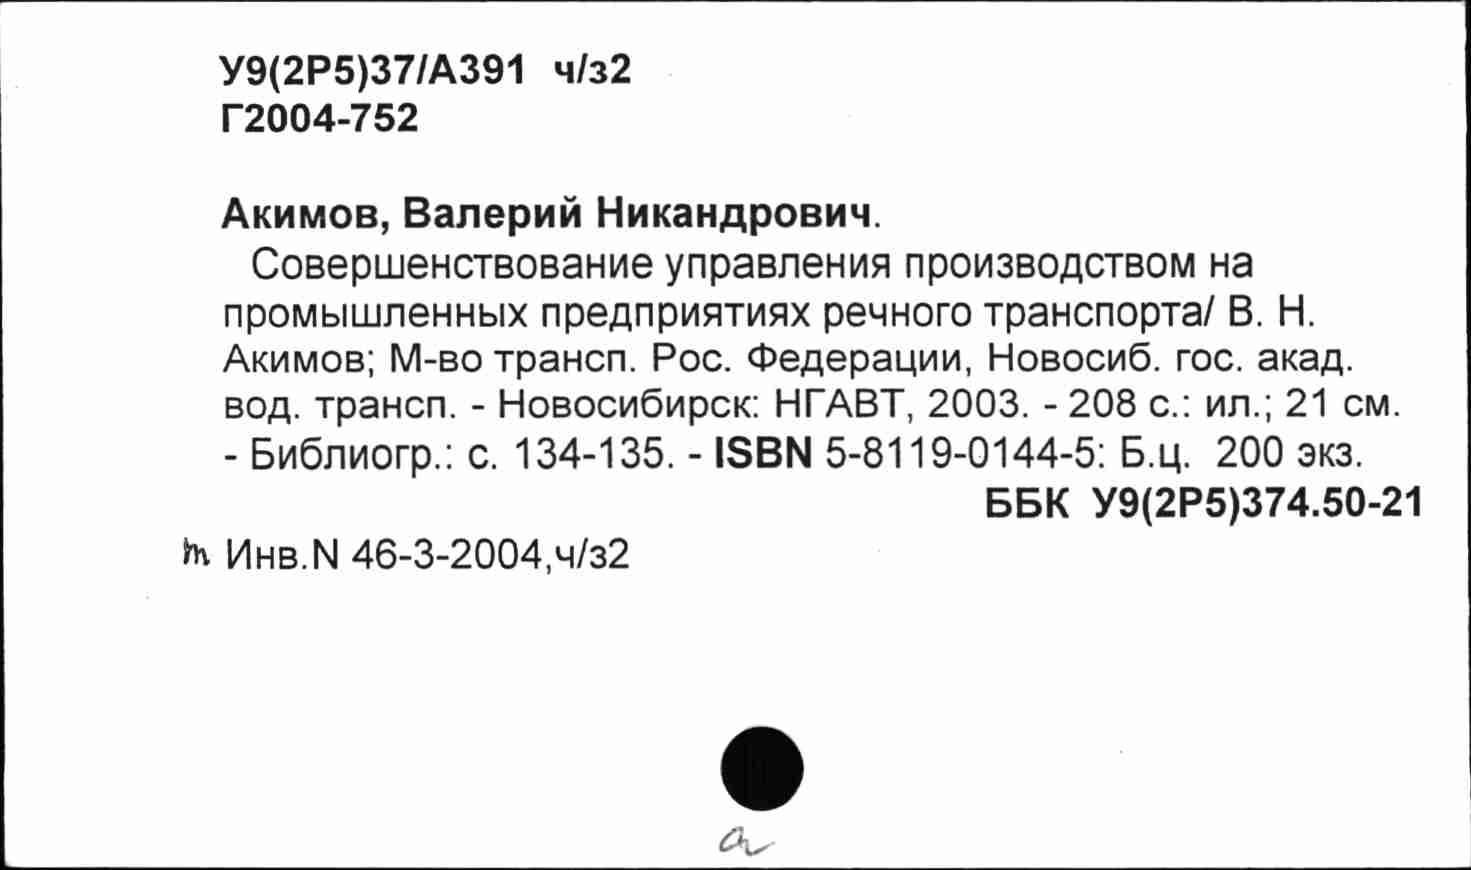 У9(2Р5)37/А391 ч/з2
Г2004-752
Акимов, Валерий Никандрович.
Совершенствование управления производством на
промышленных предприятиях речного транспорта/ В. Н.
Акимов; М-во трансп. Рос. Федерации, Новосиб. гос. акад.
вод. трансп. - Новосибирск: НГАВТ, 2003. - 208 с.: ил.; 21 см.
- Библиогр.: с. 134-135. - ISBN 5-8119-0144-5: Б.ц. 200 экз.
ББК У9(2Р5)374.50-21
Инв.N 46-3-2004,ч/з2